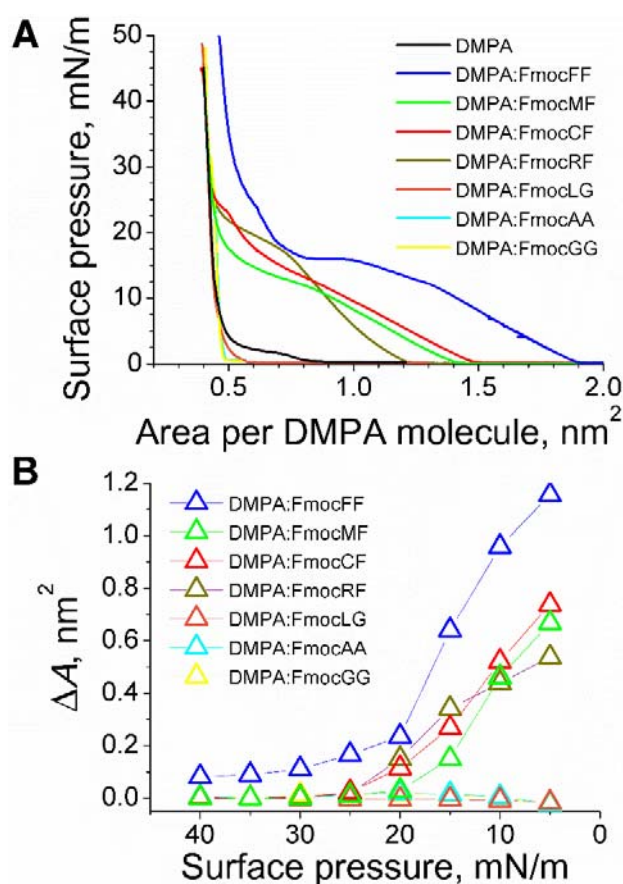 A
50
40
30
20
10
0
Surface pressure, mN/m
DMPA
DMPA:FmocFF
DMPA:FmocMF
DMPA:FmocCF
DMPA:FmocRF
DMPA:FmocLG
DMPA:FmocAA
DMPA:FmocGG
0.5 1.0 1.5 2.0
Area per DMPA molecule, nm²
B
1.2
1.0
0.8
0.6
0.4
0.2
0.0
ΔA, nm²
DMPA:FmocFF
DMPA:FmocMF
DMPA:FmocCF
DMPA:FmocRF
DMPA:FmocLG
DMPA:FmocAA
DMPA:FmocGG
40 30 20 10 0
Surface pressure, mN/m